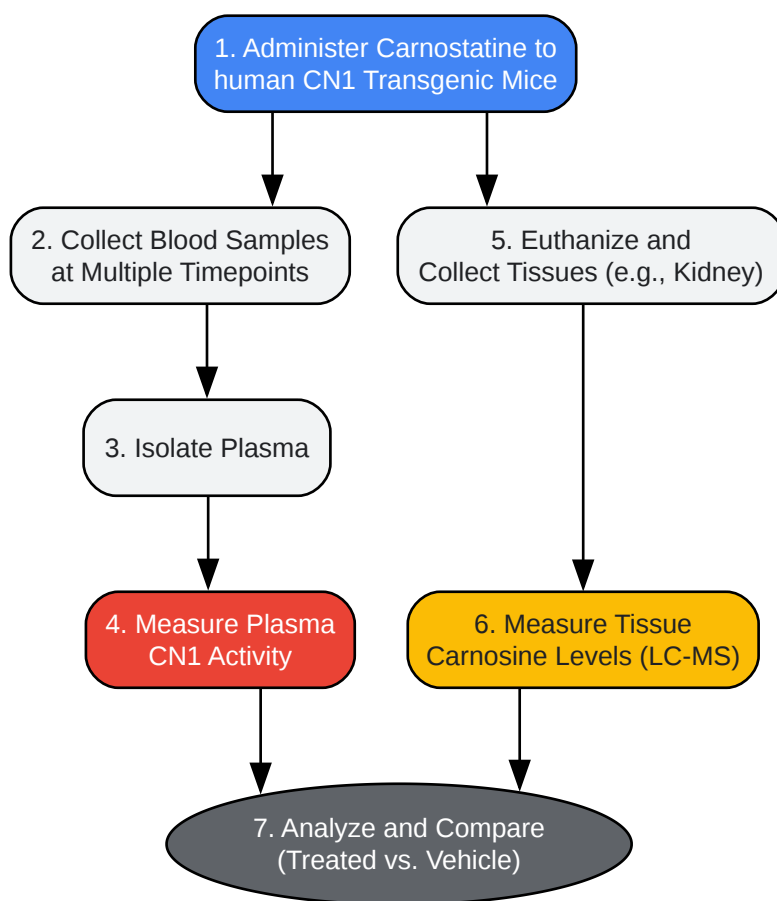 1. Administer Carnostatine to
human CN1 Transgenic Mice
2. Collect Blood Samples
at Multiple Timepoints
5. Euthanize and
Collect Tissues (e.g., Kidney)
3. Isolate Plasma
4. Measure Plasma
CN1 Activity
6. Measure Tissue
Carnosine Levels (LC-MS)
7. Analyze and Compare
(Treated vs. Vehicle)